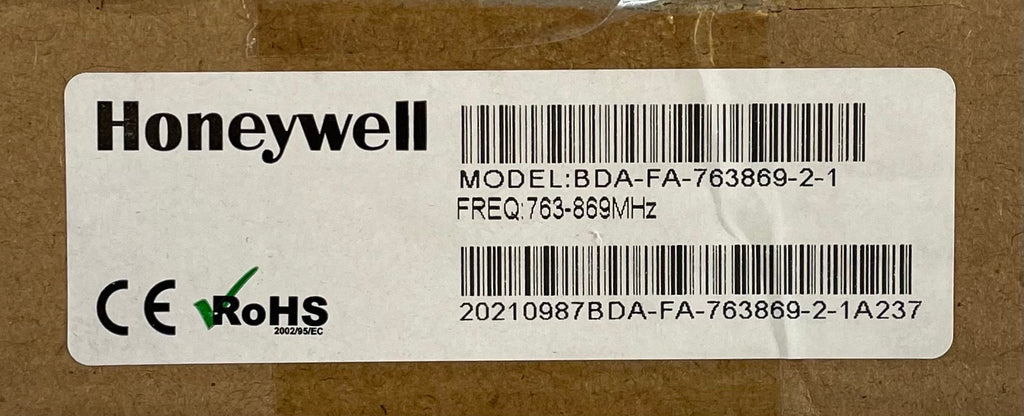 Honeywell
MODEL:BDA-FA-763869-2-1
FREQ:763-869MHz
20210987BDA-FA-763869-2-1A237
CE
RoHS
2002/95/EC